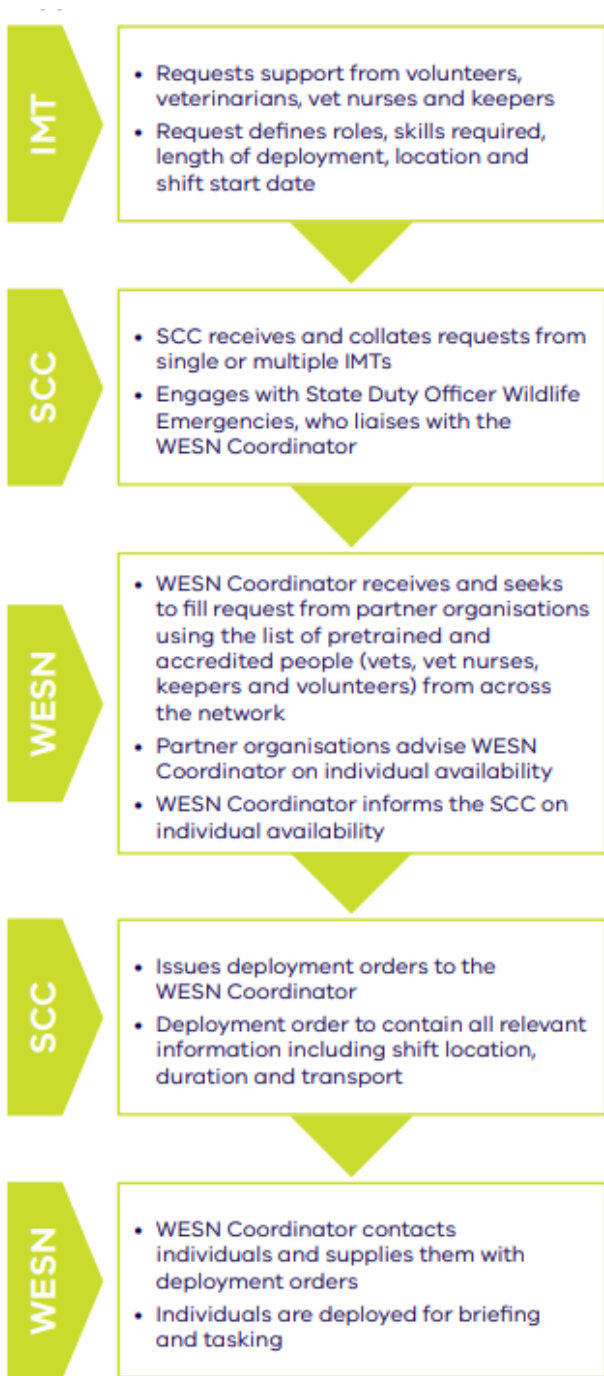 IMT
• Requests support from volunteers,
veterinarians, vet nurses and keepers
• Request defines roles, skills required,
length of deployment, location and
shift start date
SCC
• SCC receives and collates requests from
single or multiple IMTs
• Engages with State Duty Officer Wildlife
Emergencies, who liaises with the
WESN Coordinator
WESN
• WESN Coordinator receives and seeks
to fill request from partner organisations
using the list of pretrained and
accredited people (vets, vet nurses,
keepers and volunteers) from across
the network
• Partner organisations advise WESN
Coordinator on individual availability
• WESN Coordinator informs the SCC on
individual availability
SCC
• Issues deployment orders to the
WESN Coordinator
• Deployment order to contain all relevant
information including shift location,
duration and transport
WESN
• WESN Coordinator contacts
individuals and supplies them with
deployment orders
• Individuals are deployed for briefing
and tasking